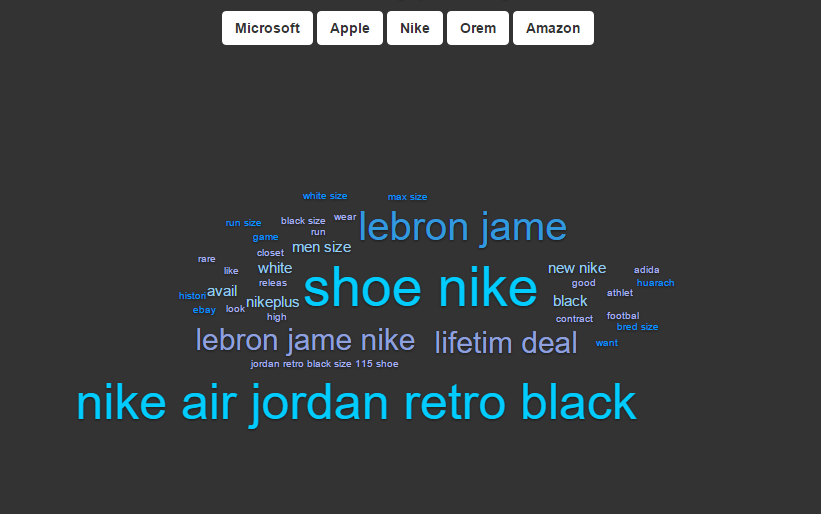 Microsoft Apple Nike Orem Amazon
white size max size
run size black size wear lebron jame
game run
closet men size
rare
like white shoe nike new nike adida
releas good huarach
histori avail athlet
ebay look nikeplus black
high contract footbal
bred size
lebron jame nike lifetim deal want
jordan retro black size 115 shoe
nike air jordan retro black